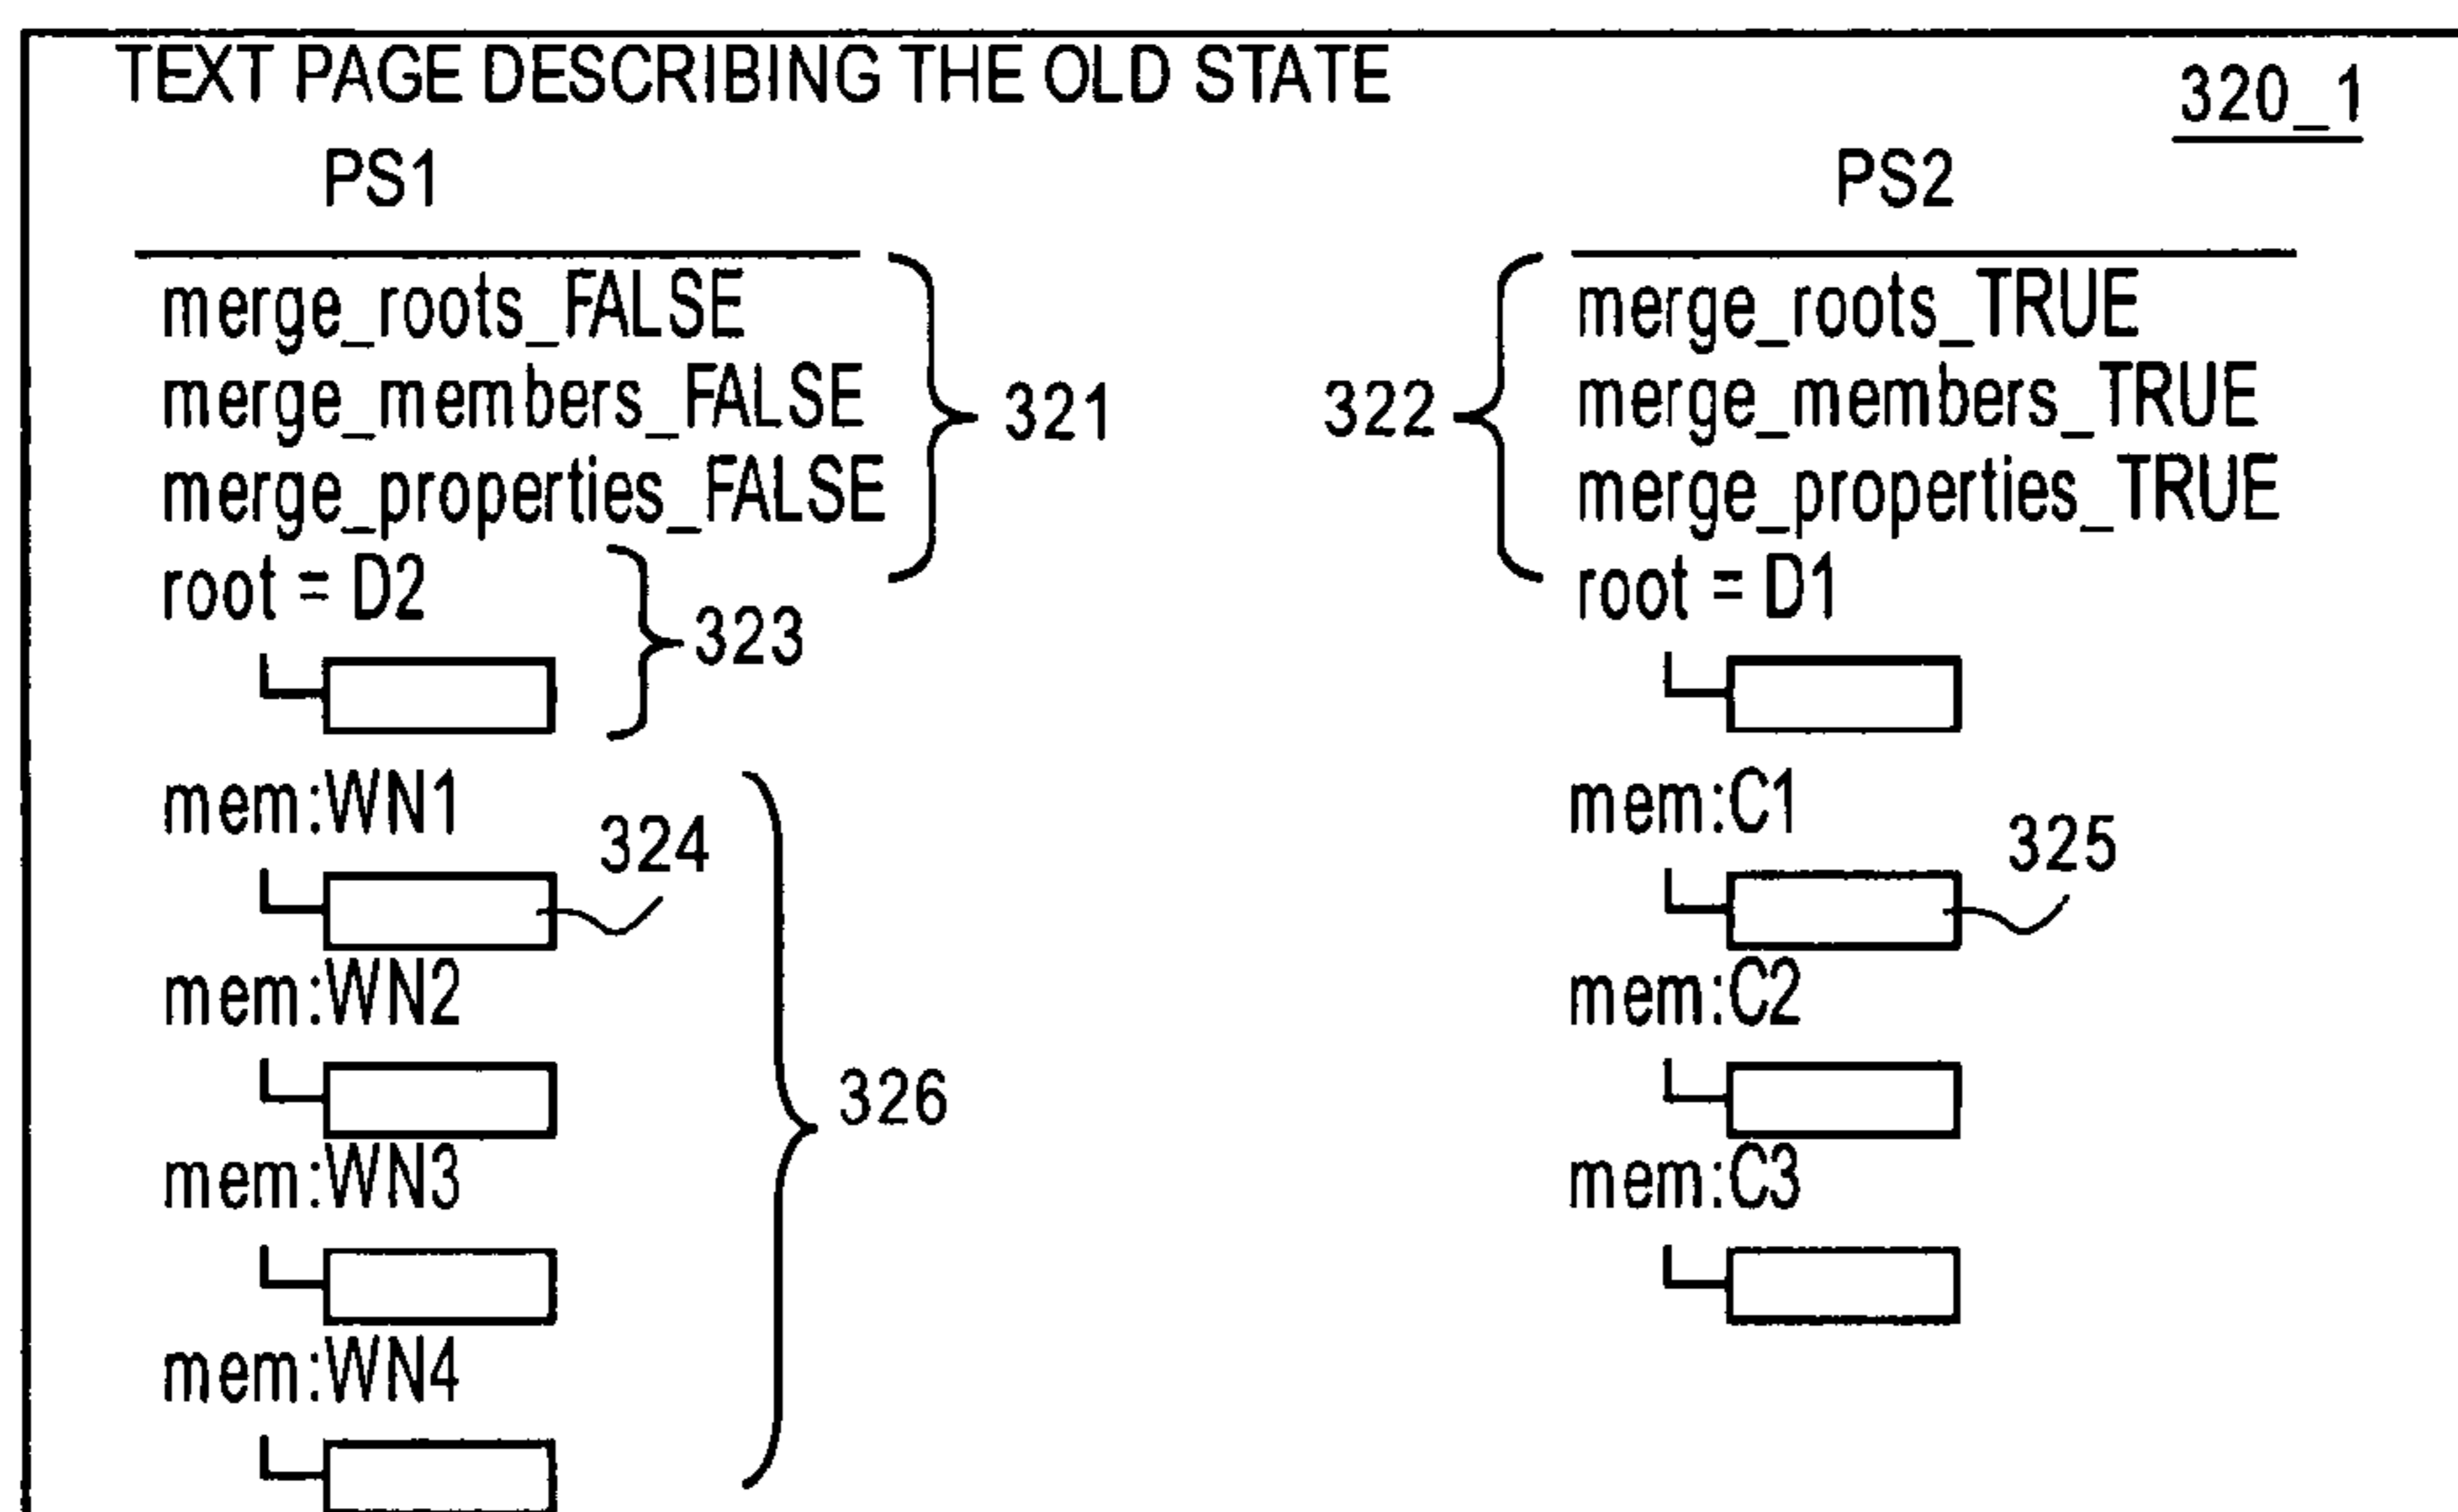 TEXT PAGE DESCRIBING THE OLD STATE
320_1
PS1
PS2
merge_roots_FALSE
merge_members_FALSE
merge_properties_FALSE
root = D2
321
323
mem:WN1
324
mem:WN2
mem:WN3
mem:WN4
326
322
merge_roots_TRUE
merge_members_TRUE
merge_properties_TRUE
root = D1
mem:C1
325
mem:C2
mem:C3